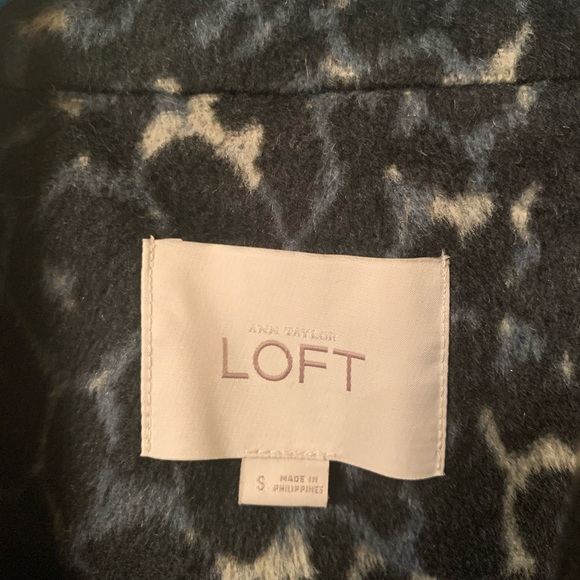 ANN TAYLOR
LOFT
S
MADE IN
PHILIPPINES